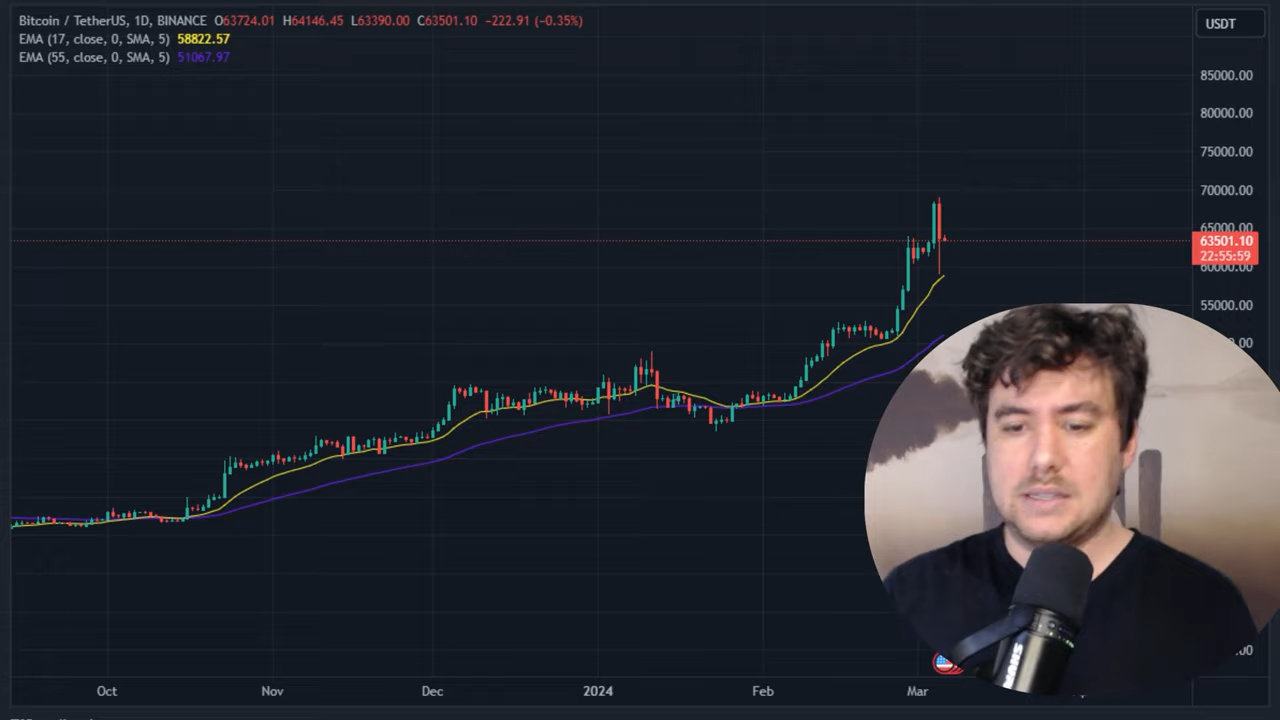 Bitcoin / TetherUS, 1D, BINANCE O63724.01 H64146.45 L63390.00 C63501.10 −222.91 (−0.35%)
USDT
EMA (17, close, 0, SMA, 5) 58822.57
EMA (55, close, 0, SMA, 5) 51067.97
85000.00
80000.00
75000.00
70000.00
65000.00
63501.10
22:55:59
60000.00
55000.00
SHURE
Oct Nov Dec 2024 Feb Mar